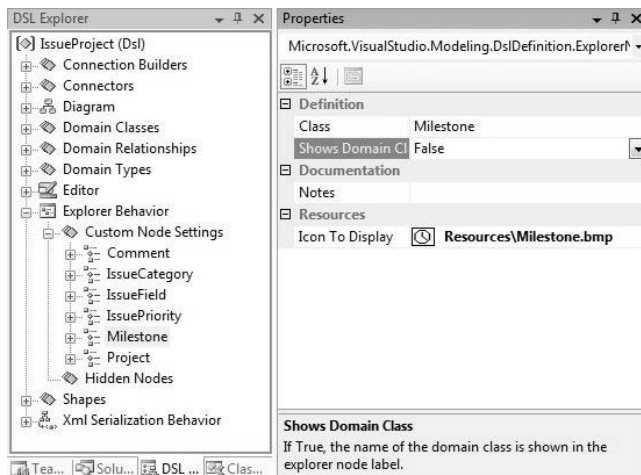 DSL Explorer
IssueProject (Dsl)
Connection Builders
Connectors
Diagram
Domain Classes
Domain Relationships
Domain Types
Editor
Explorer Behavior
Custom Node Settings
Comment
IssueCategory
IssueField
IssuePriority
Milestone
Project
Hidden Nodes
Shapes
Xml Serialization Behavior
Tea... Solu... DSL ... Clas...
Properties
Microsoft.VisualStudio.Modeling.DslDefinition.ExplorerN
Definition
Class Milestone
Shows Domain Cl False
Documentation
Notes
Resources
Icon To Display Resources\Milestone.bmp
Shows Domain Class
If True, the name of the domain class is shown in the
explorer node label.